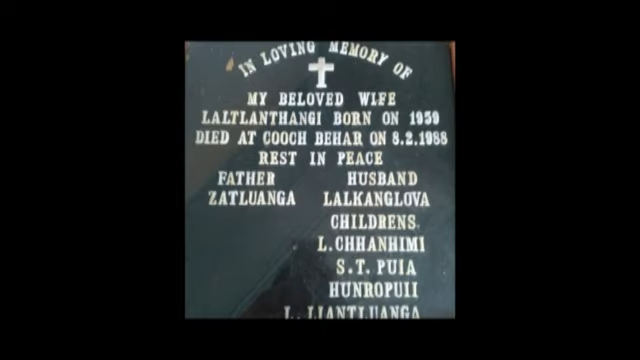 IN LOVING MEMORY OF
MY BELOVED WIFE
LALTLANTHANGI BORN ON 1959
DIED AT COOCH BEHAR ON 8.2.1988
REST IN PEACE
FATHER HUSBAND
ZATLUANGA LALKANGLOVA
CHILDRENS
L.CHHANHIMI
S.T. PUIA
HUNROPUII
L. LIANTLUANGA